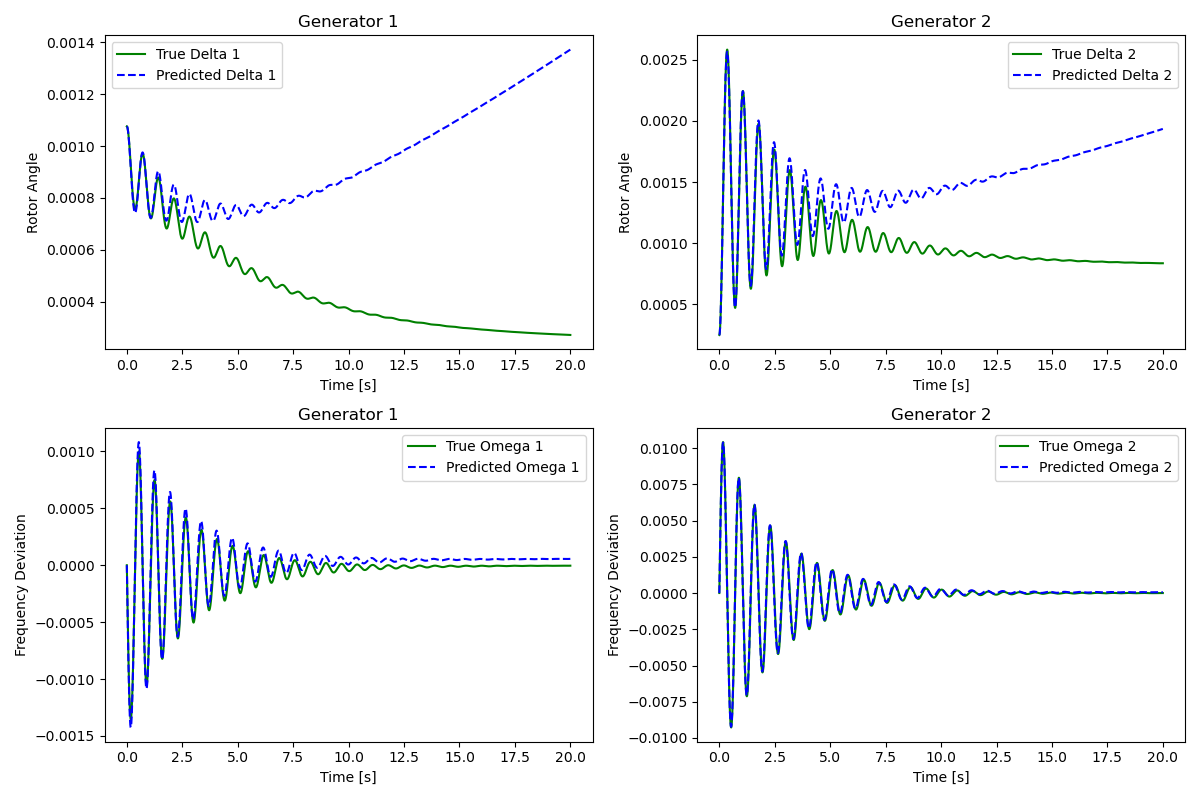 Generator 1
Rotor Angle
0.0014
0.0012
0.0010
0.0008
0.0006
0.0004
True Delta 1
Predicted Delta 1
0.0 2.5 5.0 7.5 10.0 12.5 15.0 17.5 20.0
Time [s]
Generator 2
Rotor Angle
0.0025
0.0020
0.0015
0.0010
0.0005
True Delta 2
Predicted Delta 2
0.0 2.5 5.0 7.5 10.0 12.5 15.0 17.5 20.0
Time [s]
Generator 1
Frequency Deviation
0.0010
0.0005
0.0000
−0.0005
−0.0010
−0.0015
True Omega 1
Predicted Omega 1
0.0 2.5 5.0 7.5 10.0 12.5 15.0 17.5 20.0
Time [s]
Generator 2
Frequency Deviation
0.0100
0.0075
0.0050
0.0025
0.0000
−0.0025
−0.0050
−0.0075
−0.0100
True Omega 2
Predicted Omega 2
0.0 2.5 5.0 7.5 10.0 12.5 15.0 17.5 20.0
Time [s]